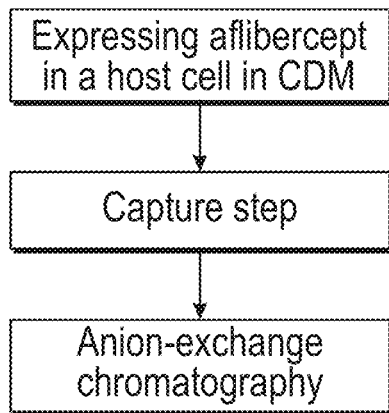 Expressing aflibercept
in a host cell in CDM
Capture step
Anion-exchange
chromatography